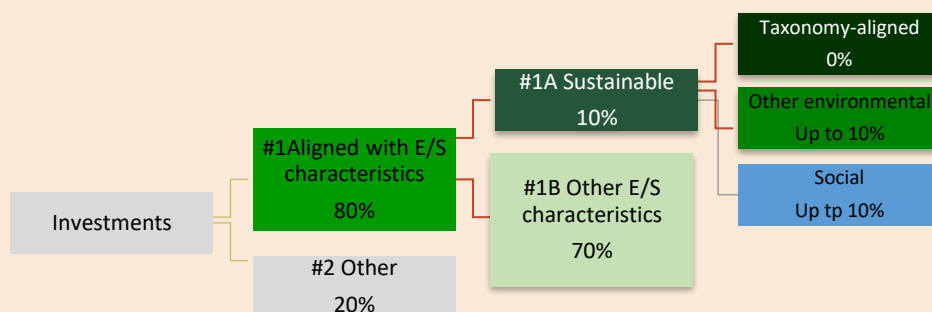 Investments
#1Aligned with E/S
characteristics
80%
#2 Other
20%
#1A Sustainable
10%
#1B Other E/S
characteristics
70%
Taxonomy-aligned
0%
Other environmental
Up to 10%
Social
Up tp 10%